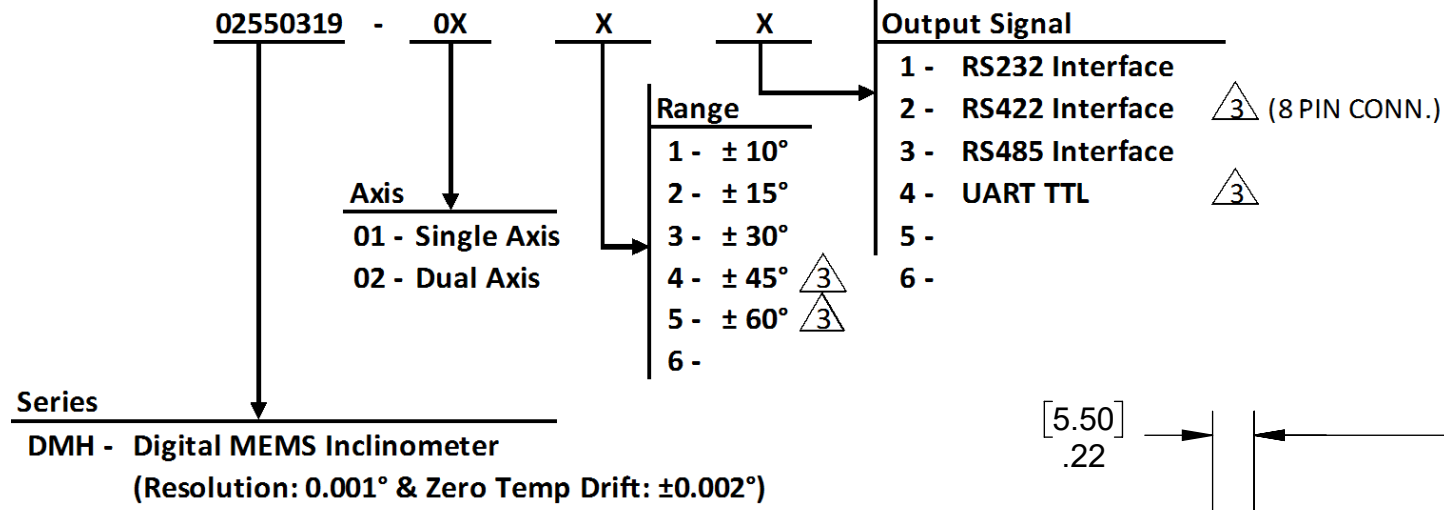 02550319 - 0X X X
Output Signal
1 - RS232 Interface
2 - RS422 Interface 3 (8 PIN CONN.)
3 - RS485 Interface
4 - UART TTL 3
5 -
6 -
Range
1 - ± 10°
2 - ± 15°
3 - ± 30°
4 - ± 45° 3
5 - ± 60° 3
6 -
Axis
01 - Single Axis
02 - Dual Axis
Series
DMH - Digital MEMS Inclinometer
(Resolution: 0.001° & Zero Temp Drift: ±0.002°)
[5.50]
.22